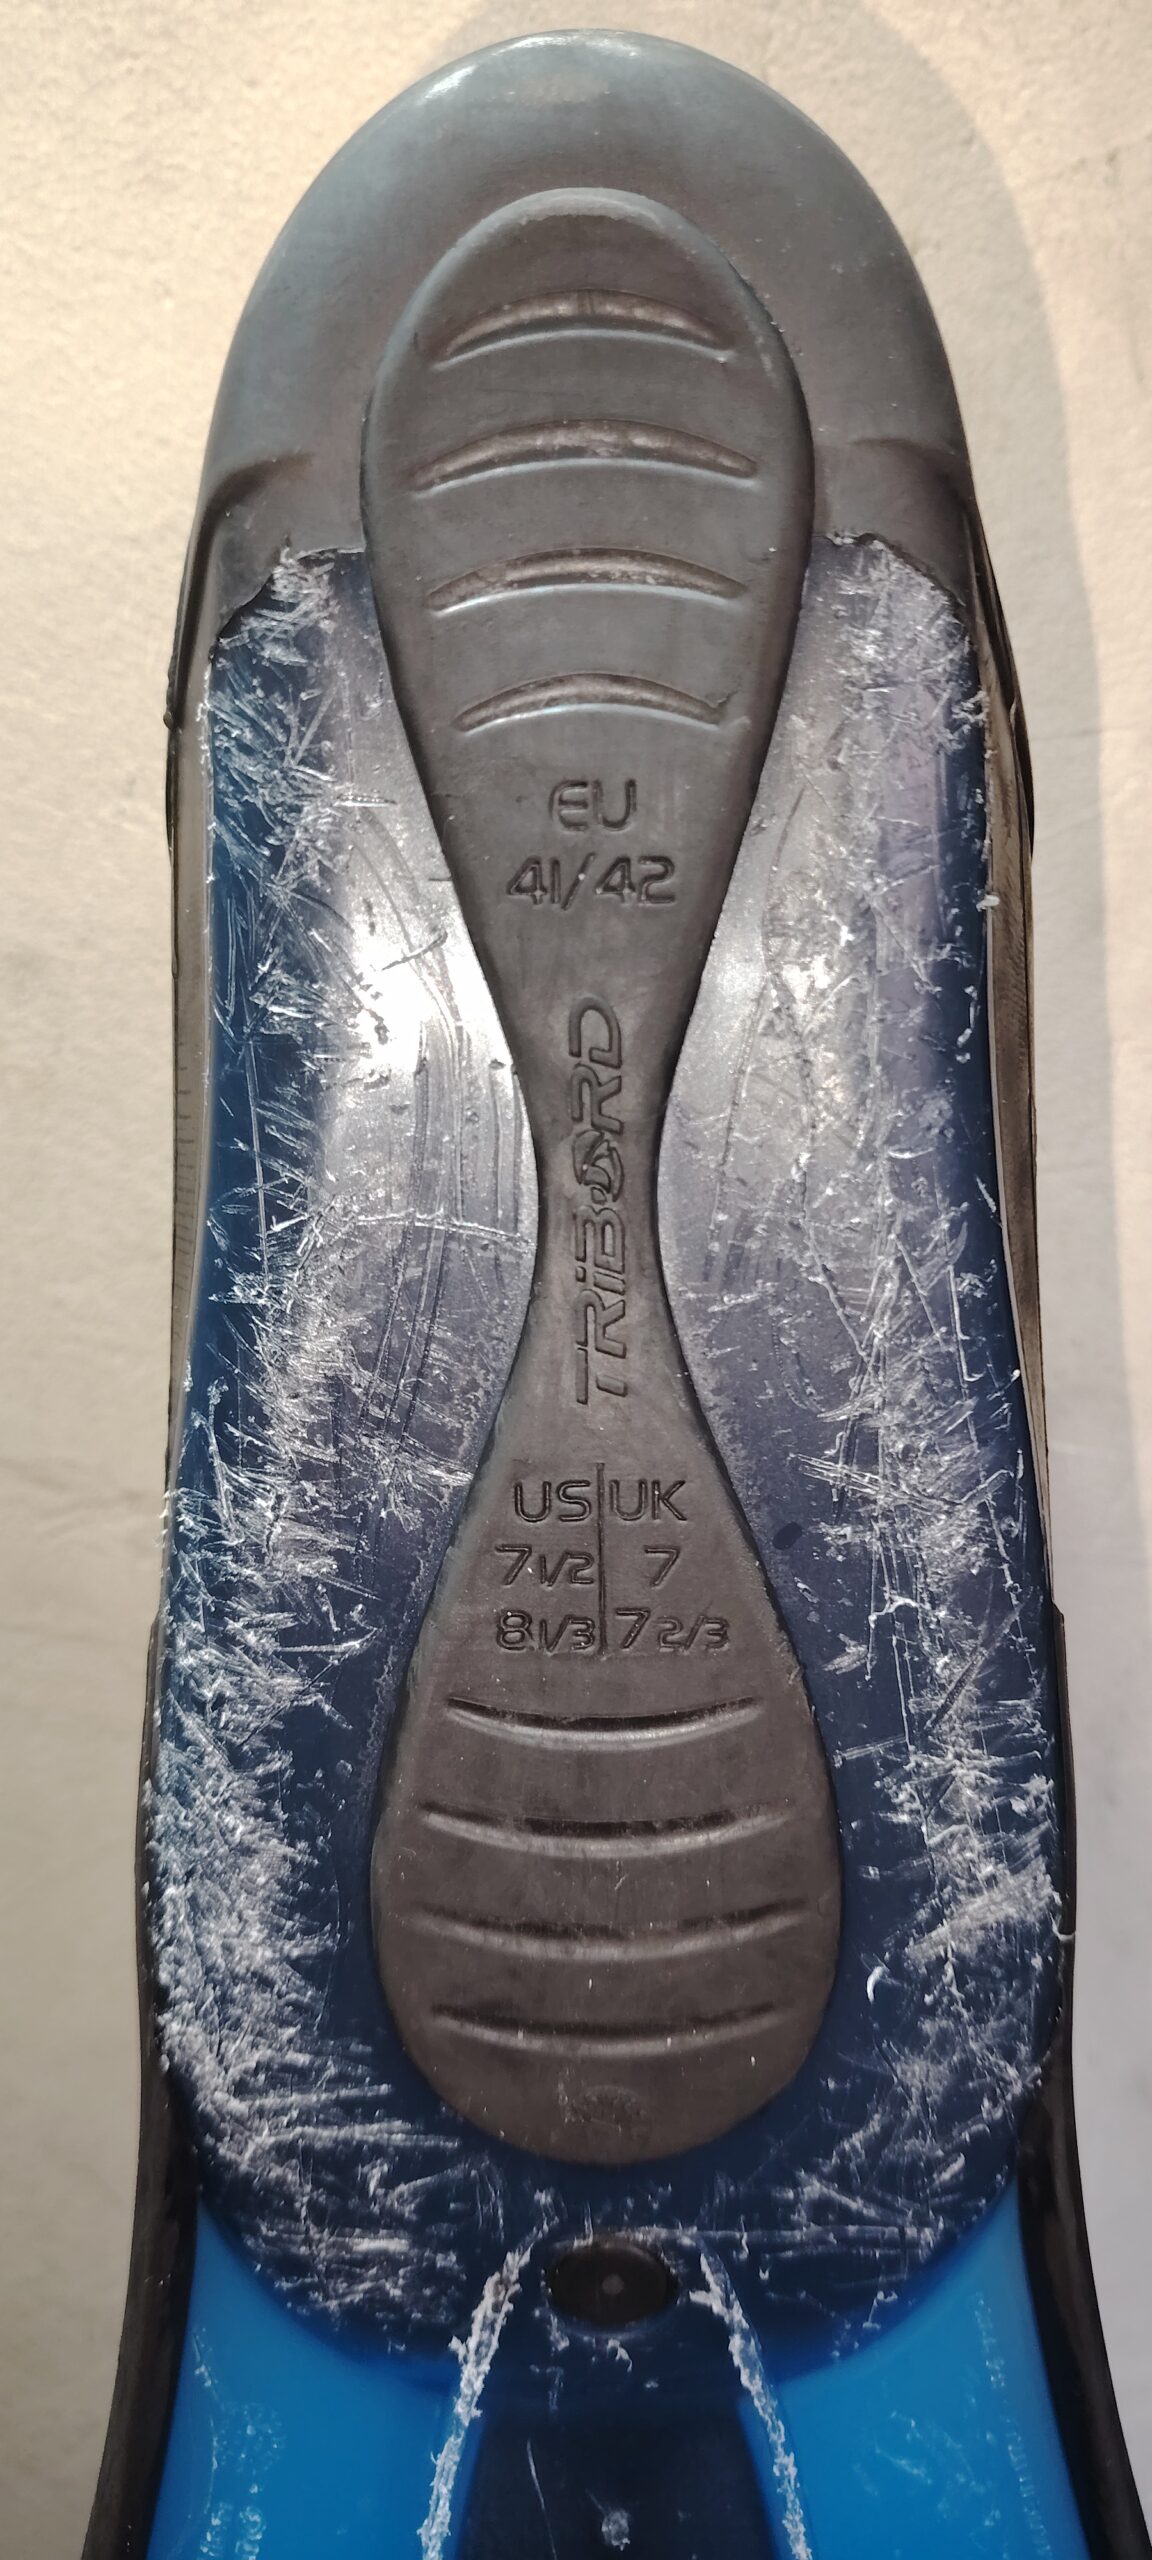 EU
41/42
TRiBORD
US|UK
7 1/2 7
8 1/3 7 2/3